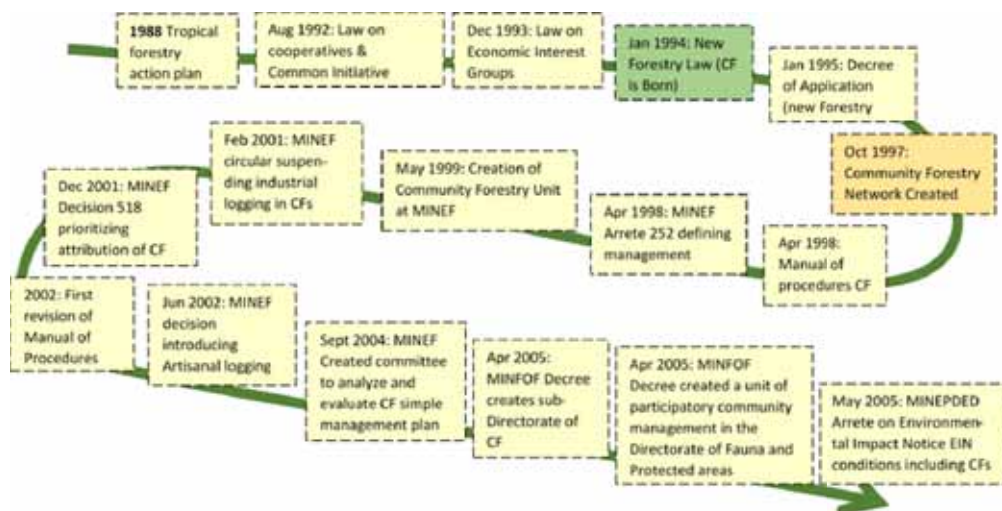 1988 Tropical
forestry
action plan
Aug 1992: Law on
cooperatives &
Common Initiative
Dec 1993: Law on
Economic Interest
Groups
Jan 1994: New
Forestry Law (CF
is Born)
Jan 1995: Decree
of Application
(new Forestry
Oct 1997:
Community Forestry
Network Created
Apr 1998:
Manual of
procedures CF
Apr 1998: MINEF
Arrete 252 defining
management
May 1999: Creation of
Community Forestry Unit
at MINEF
Feb 2001: MINEF
circular suspen-
ding industrial
logging in CFs
Dec 2001: MINEF
Decision 518
prioritizing
attribution of CF
2002: First
revision of
Manual of
Procedures
Jun 2002: MINEF
decision
introducing
Artisanal logging
Sept 2004: MINEF
Created committee
to analyze and
evaluate CF simple
management plan
Apr 2005:
MINFOF Decree
creates sub-
Directorate of
CF
Apr 2005: MINFOF
Decree created a unit of
participatory community
management in the
Directorate of Fauna and
Protected areas
May 2005: MINEPDED
Arrete on Environmen-
tal Impact Notice EIN
conditions including CFs